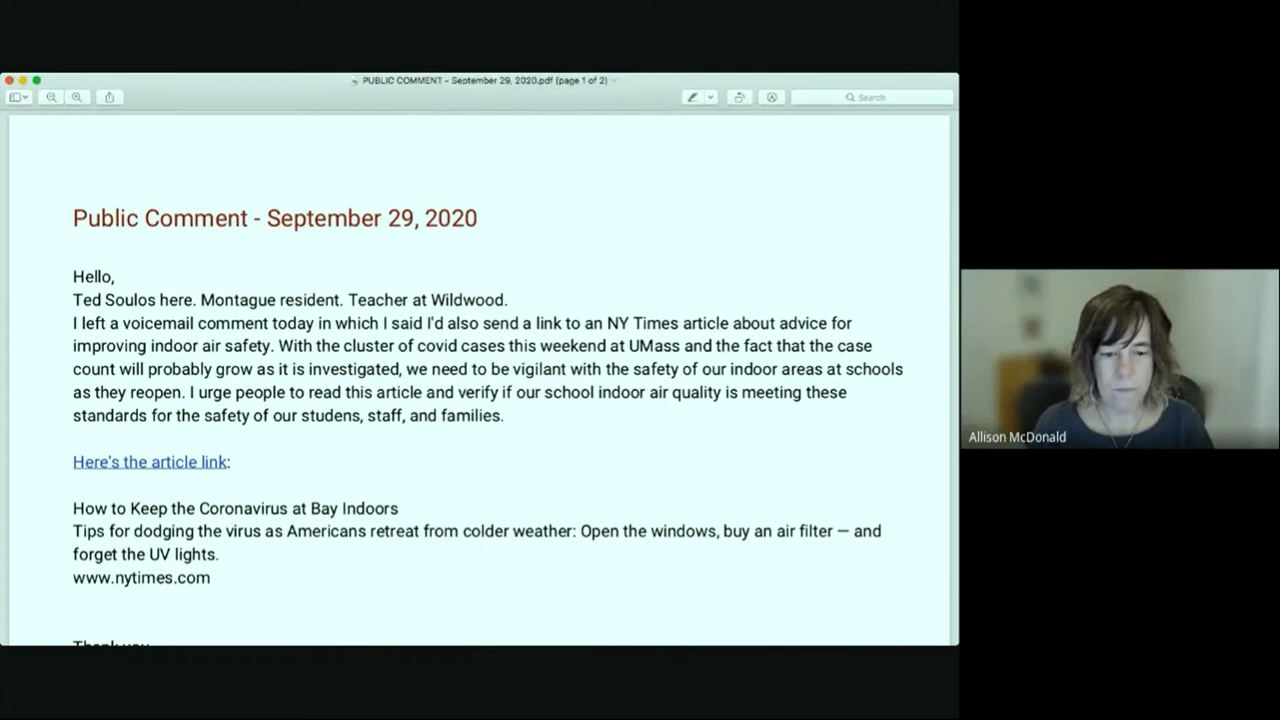 PUBLIC COMMENT - September 29, 2020.pdf (page 1 of 2)
Search
Public Comment - September 29, 2020
Hello,
Ted Soulos here. Montague resident. Teacher at Wildwood.
I left a voicemail comment today in which I said I'd also send a link to an NY Times article about advice for
improving indoor air safety. With the cluster of covid cases this weekend at UMass and the fact that the case
count will probably grow as it is investigated, we need to be vigilant with the safety of our indoor areas at schools
as they reopen. I urge people to read this article and verify if our school indoor air quality is meeting these
standards for the safety of our studens, staff, and families.
Here's the article link:
How to Keep the Coronavirus at Bay Indoors
Tips for dodging the virus as Americans retreat from colder weather: Open the windows, buy an air filter — and
forget the UV lights.
www.nytimes.com
Thank you
Allison McDonald